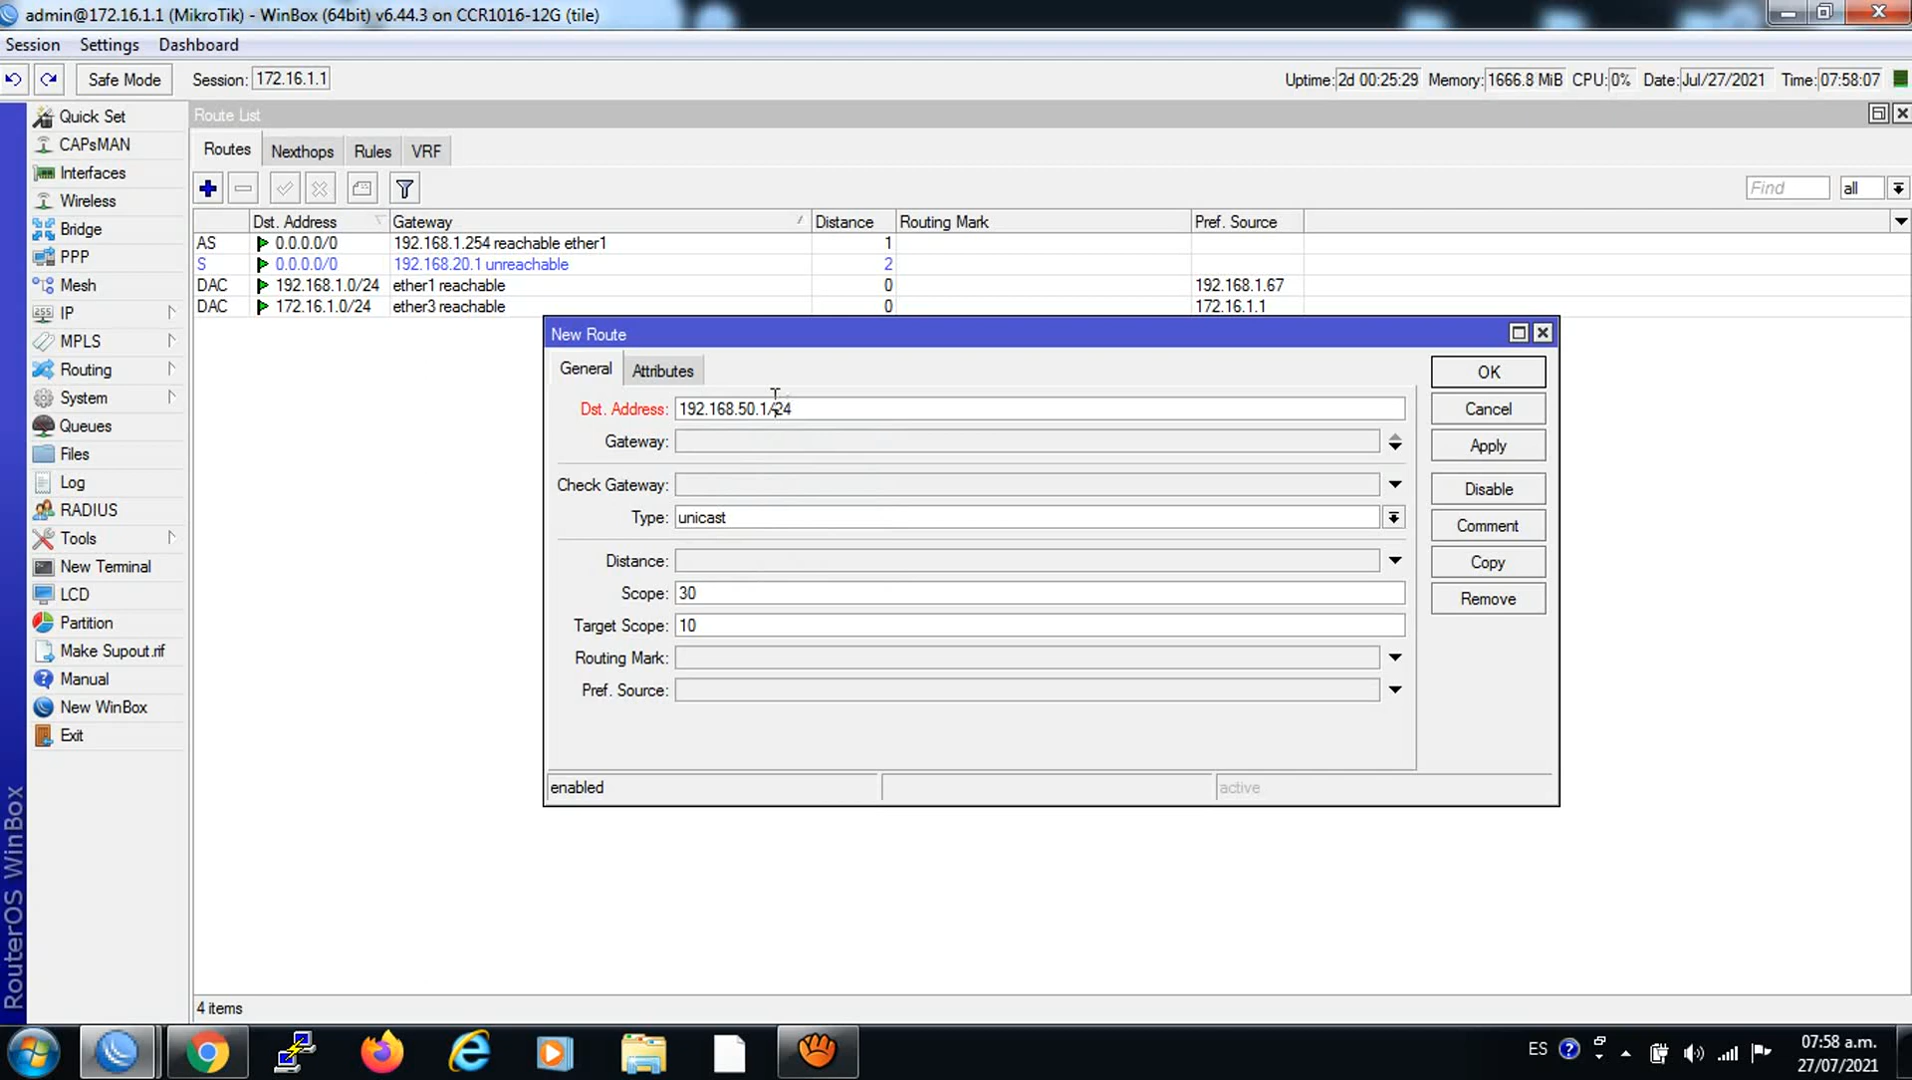 admin@172.16.1.1 (MikroTik) - WinBox (64bit) v6.44.3 on CCR1016-12G (tile)
Session Settings Dashboard
Safe Mode Session: 172.16.1.1 Uptime: 2d 00:25:29 Memory: 1666.8 MiB CPU: 0% Date: Jul/27/2021 Time: 07:58:07
Quick Set
CAPsMAN
Interfaces
Wireless
Bridge
PPP
Mesh
IP
MPLS
Routing
System
Queues
Files
Log
RADIUS
Tools
New Terminal
LCD
Partition
Make Supout.rif
Manual
New WinBox
Exit
RouterOS WinBox
Route List
Routes Nexthops Rules VRF
Find all
Dst. Address Gateway Distance Routing Mark Pref. Source
AS 0.0.0.0/0 192.168.1.254 reachable ether1 1
S 0.0.0.0/0 192.168.20.1 unreachable 2
DAC 192.168.1.0/24 ether1 reachable 0 192.168.1.67
DAC 172.16.1.0/24 ether3 reachable 0 172.16.1.1
New Route
General Attributes
Dst. Address: 192.168.50.1/24
Gateway:
Check Gateway:
Type: unicast
Distance:
Scope: 30
Target Scope: 10
Routing Mark:
Pref. Source:
OK
Cancel
Apply
Disable
Comment
Copy
Remove
enabled active
4 items
255
ES
07:58 a.m.
27/07/2021